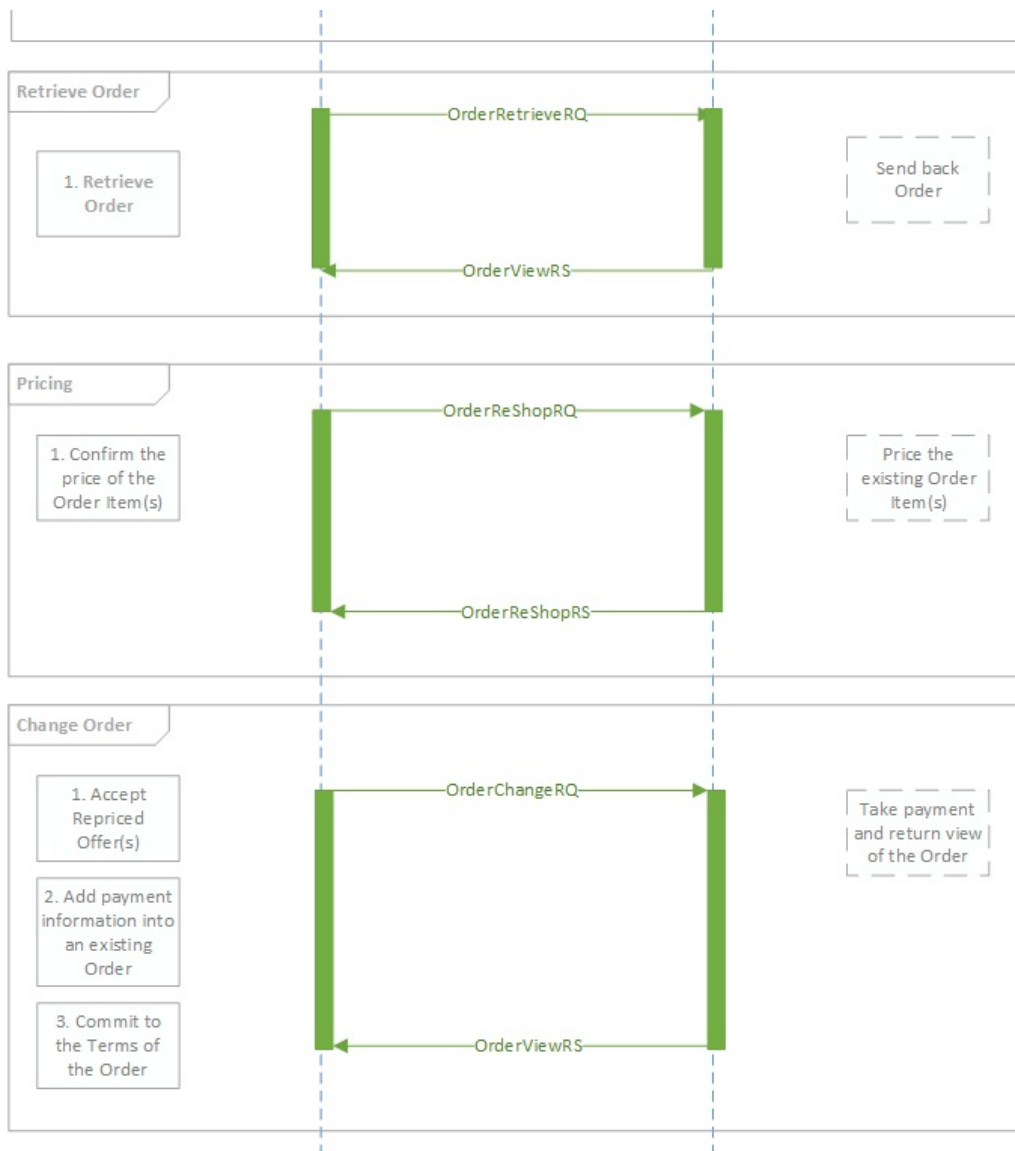 Retrieve Order
OrderRetrieveRQ
1. Retrieve
Order
Send back
Order
OrderViewRS
Pricing
OrderReShopRQ
1. Confirm the
price of the
Order Item(s)
Price the
existing Order
Item(s)
OrderReShopRS
Change Order
OrderChangeRQ
1. Accept
Repriced
Offer(s)
Take payment
and return view
of the Order
2. Add payment
information into
an existing
Order
3. Commit to
the Terms of
the Order
OrderViewRS